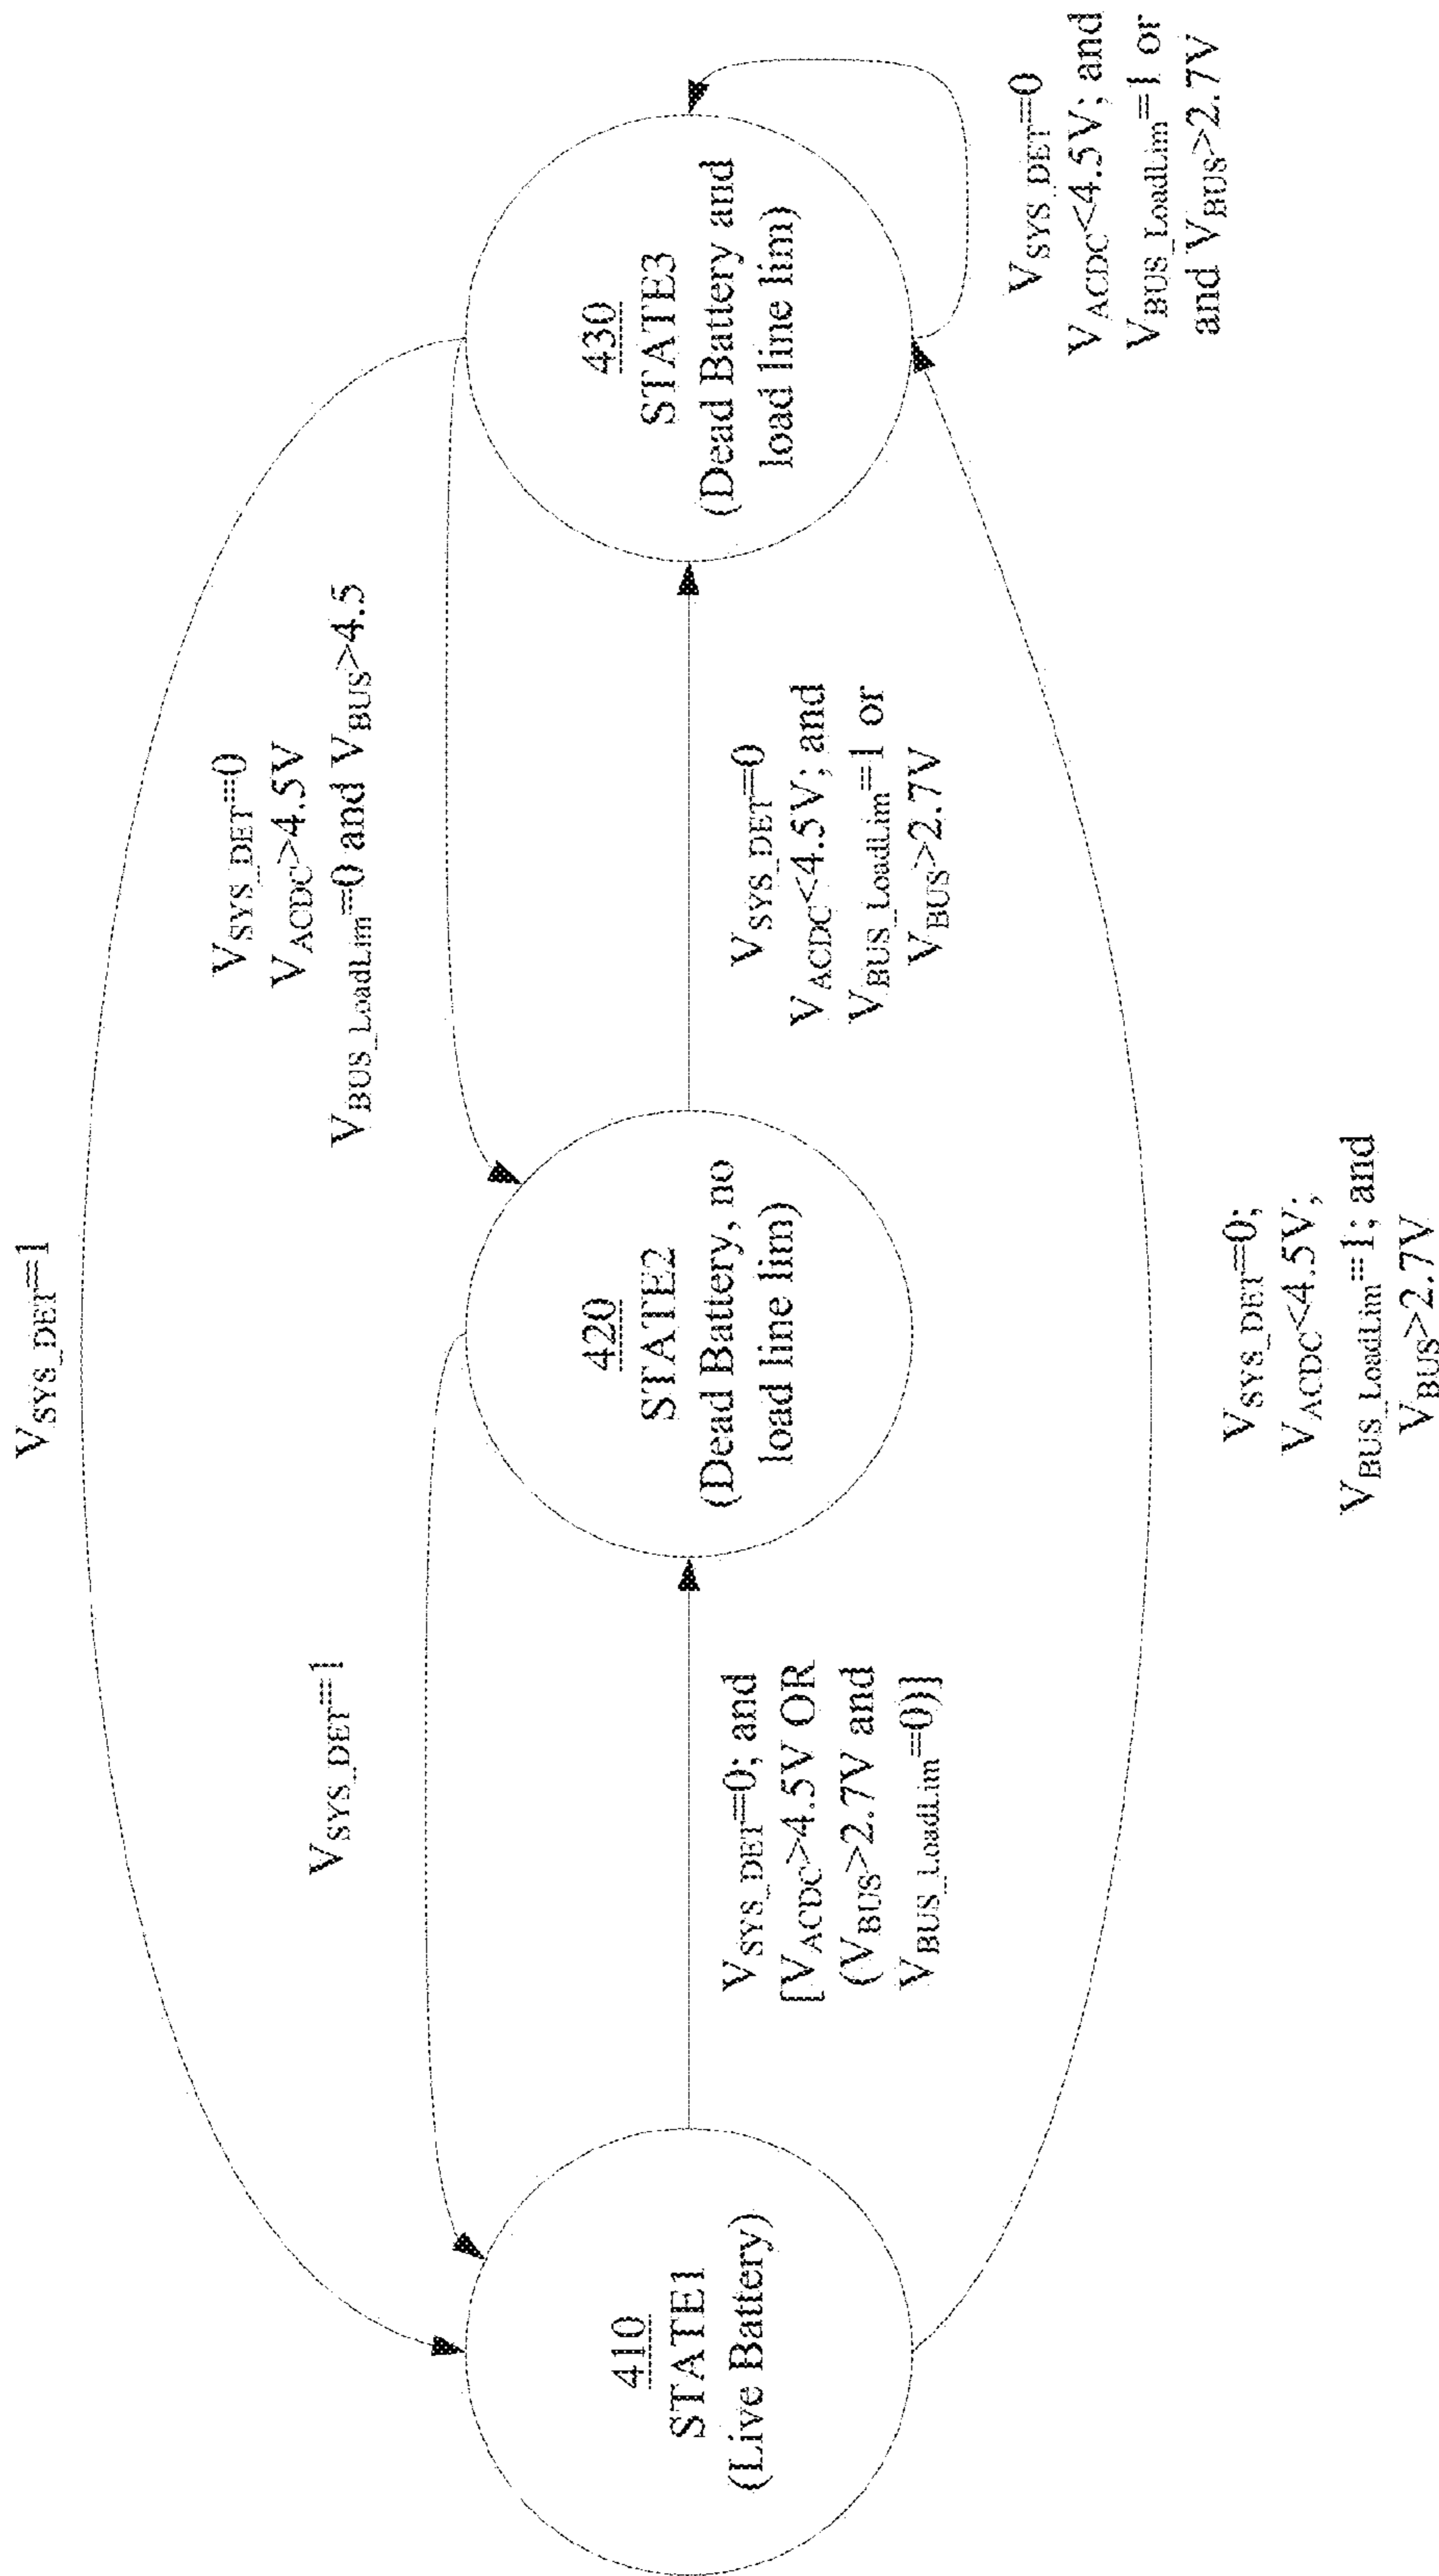 V_SYS_DET==1
V_SYS_DET==0
V_ACDC>4.5V
V_BUS_LoadLim==0 and V_BUS>4.5
V_SYS_DET==1
410
STATE1
(Live Battery)
420
STATE2
(Dead Battery, no
load line lim)
430
STATE3
(Dead Battery and
load line lim)
V_SYS_DET==0; and
[V_ACDC>4.5V OR
(V_BUS>2.7V and
V_BUS_LoadLim==0)]
V_SYS_DET==0
V_ACDC<4.5V; and
V_BUS_LoadLim==1 or
V_BUS>2.7V
V_SYS_DET==0
V_ACDC<4.5V; and
V_BUS_LoadLim==1 or
and V_BUS>2.7V
V_SYS_DET==0;
V_ACDC<4.5V;
V_BUS_LoadLim==1; and
V_BUS>2.7V